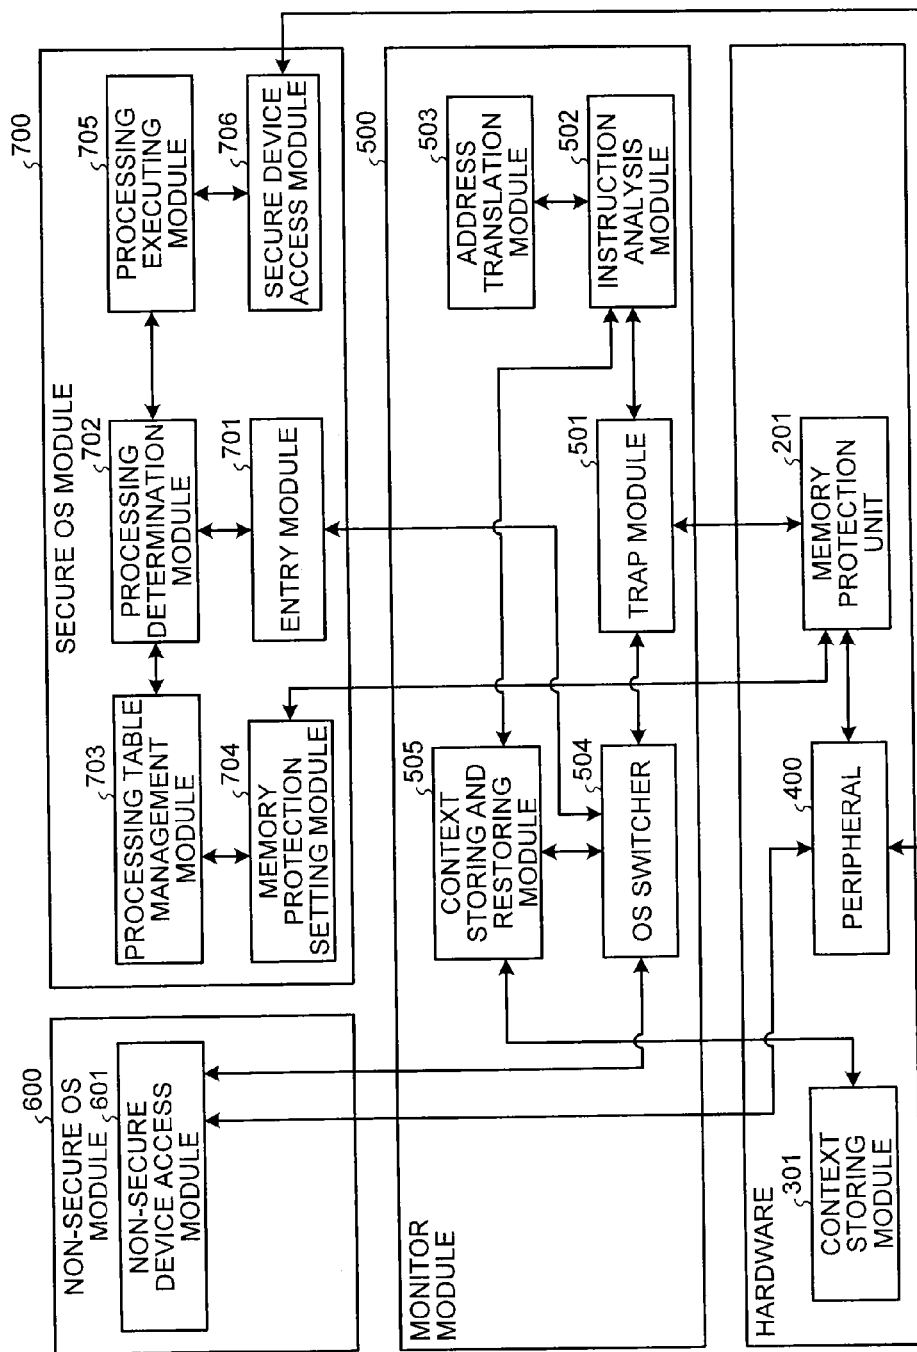 600
NON-SECURE OS
MODULE
601
NON-SECURE
DEVICE ACCESS
MODULE
700
SECURE OS MODULE
703
PROCESSING TABLE
MANAGEMENT
MODULE
702
PROCESSING
DETERMINATION
MODULE
705
PROCESSING
EXECUTING
MODULE
704
MEMORY
PROTECTION
SETTING MODULE
701
ENTRY MODULE
706
SECURE DEVICE
ACCESS MODULE
500
MONITOR
MODULE
505
CONTEXT
STORING AND
RESTORING
MODULE
503
ADDRESS
TRANSLATION
MODULE
504
OS SWITCHER
501
TRAP MODULE
502
INSTRUCTION
ANALYSIS
MODULE
HARDWARE
301
CONTEXT
STORING
MODULE
400
PERIPHERAL
201
MEMORY
PROTECTION
UNIT